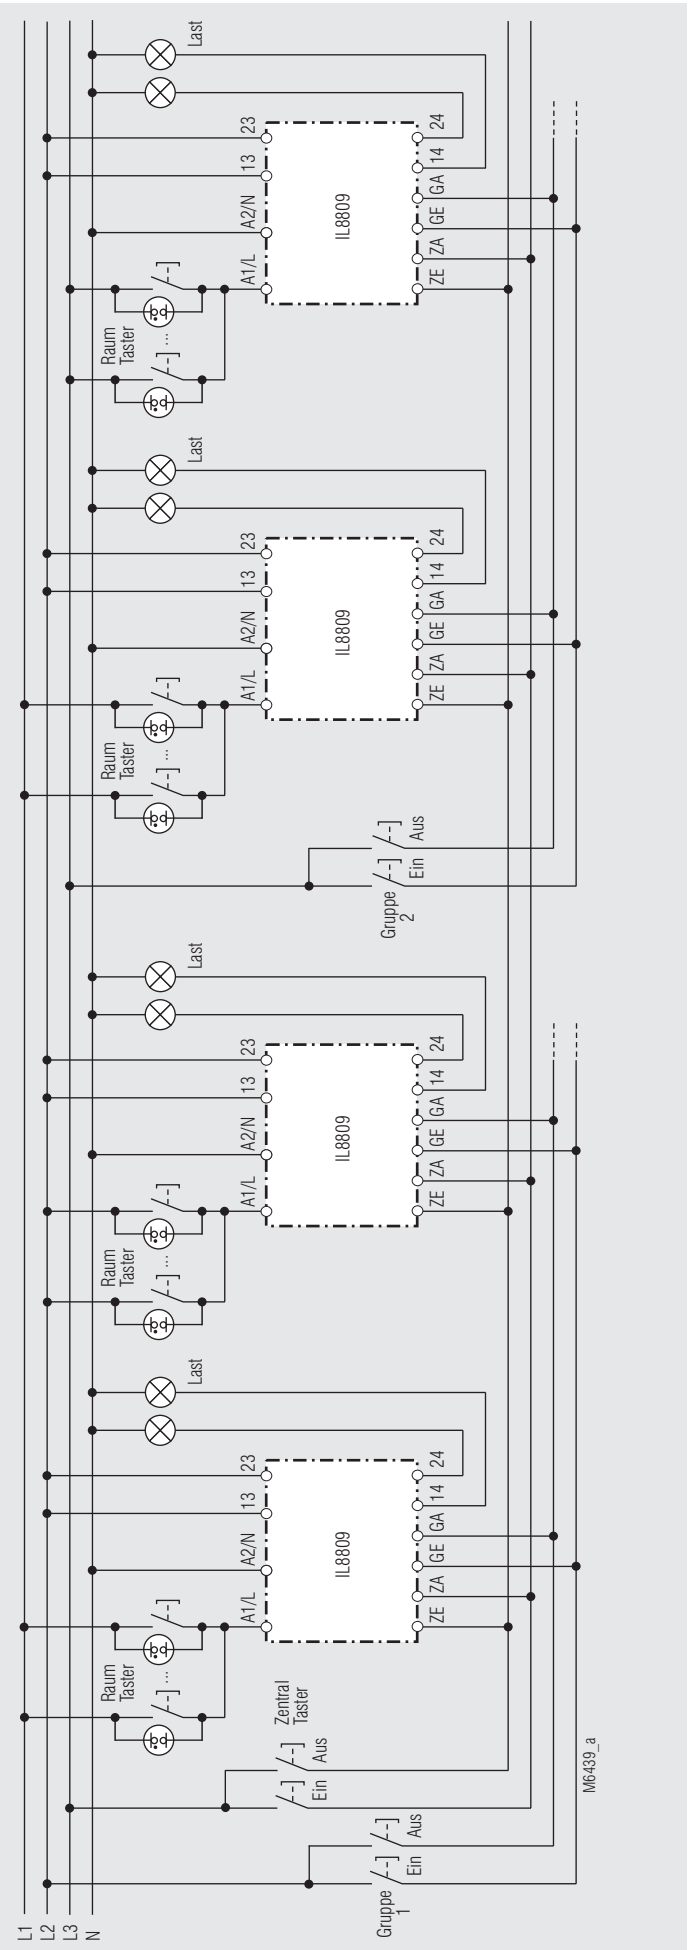 L1
L2
L3
N
Raum
Taster
...
Last
Raum
Taster
...
Last
Raum
Taster
...
Last
Raum
Taster
...
Last
A1/L A2/N 13 23
A1/L A2/N 13 23
A1/L A2/N 13 23
A1/L A2/N 13 23
Zentral
Taster
Ein Aus
IL8809
IL8809
IL8809
IL8809
Gruppe
1
Ein Aus
Gruppe
2
Ein Aus
ZE ZA GE GA 14 24
ZE ZA GE GA 14 24
ZE ZA GE GA 14 24
ZE ZA GE GA 14 24
M6439_a